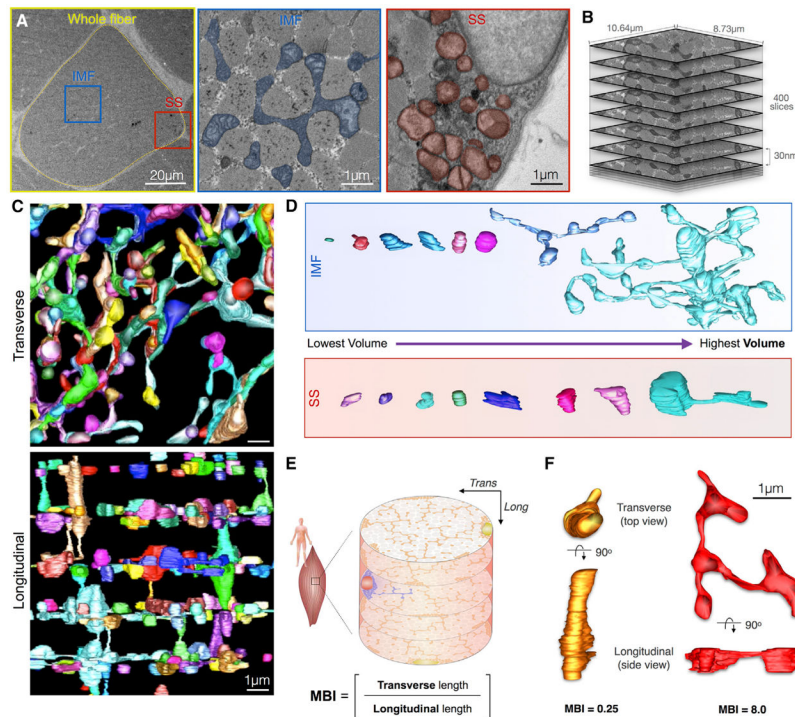 A
Whole fiber
IMF
SS
20µm
IMF
1µm
SS
1µm
B
10.64µm
8.73µm
400
slices
30nm
C
Transverse
Longitudinal
1µm
D
IMF
Lowest Volume
Highest Volume
SS
E
Trans
Long
MBI =
Transverse length
Longitudinal length
F
1µm
Transverse
(top view)
90º
90º
Longitudinal
(side view)
MBI = 0.25
MBI = 8.0